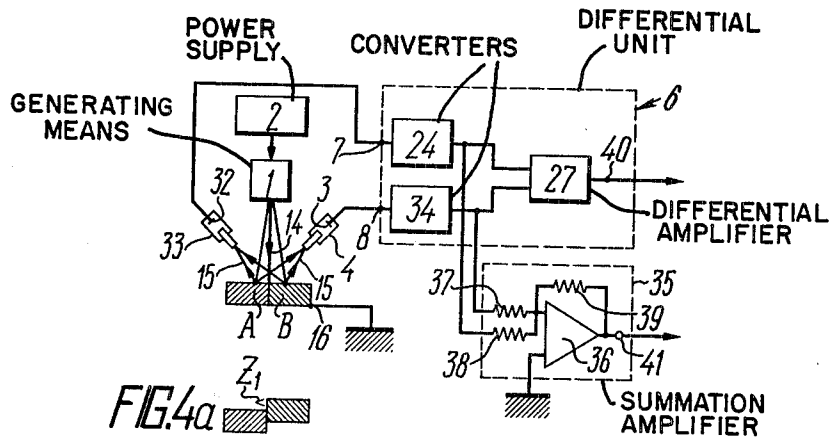 DIFFERENTIAL
UNIT
POWER
SUPPLY
CONVERTERS
GENERATING
MEANS
2
1
24
34
27
6
7
8
40
DIFFERENTIAL
AMPLIFIER
32
33
3
4
14
15
15
A
B
16
37
38
39
35
36
41
SUMMATION
AMPLIFIER
Z1
FIG.4a